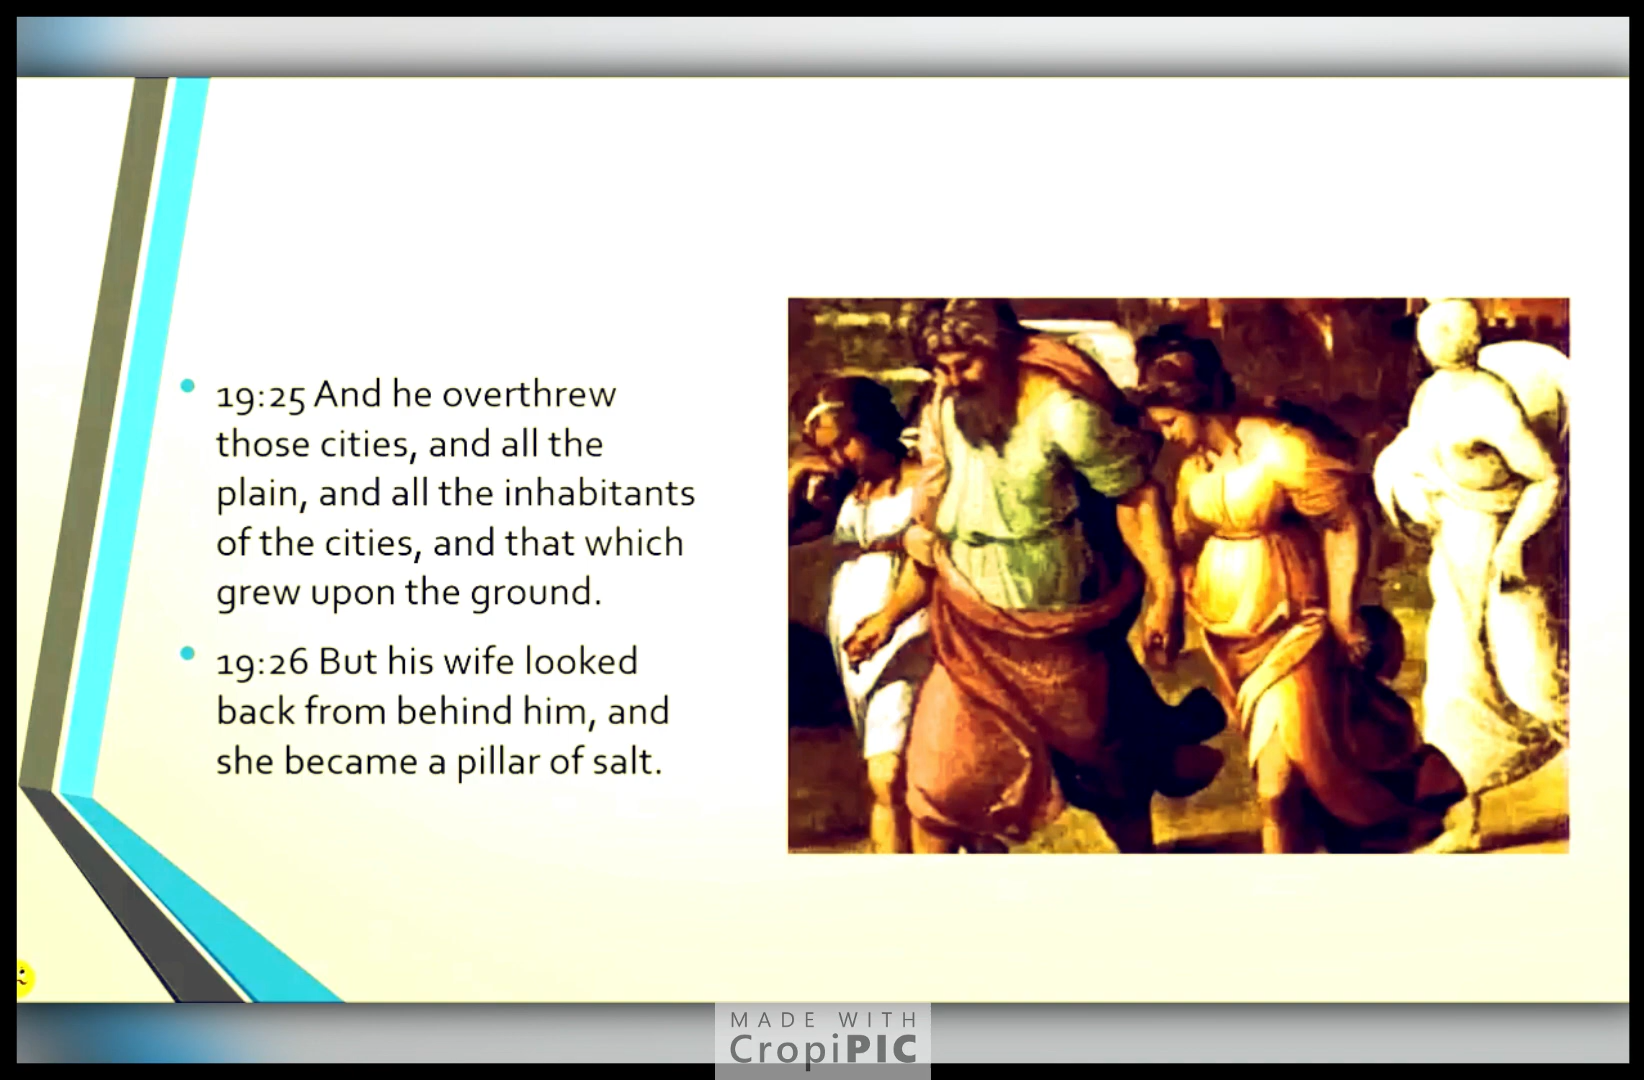 19:25 And he overthrew
those cities, and all the
plain, and all the inhabitants
of the cities, and that which
grew upon the ground.
19:26 But his wife looked
back from behind him, and
she became a pillar of salt.
MADE WITH
CropiPIC